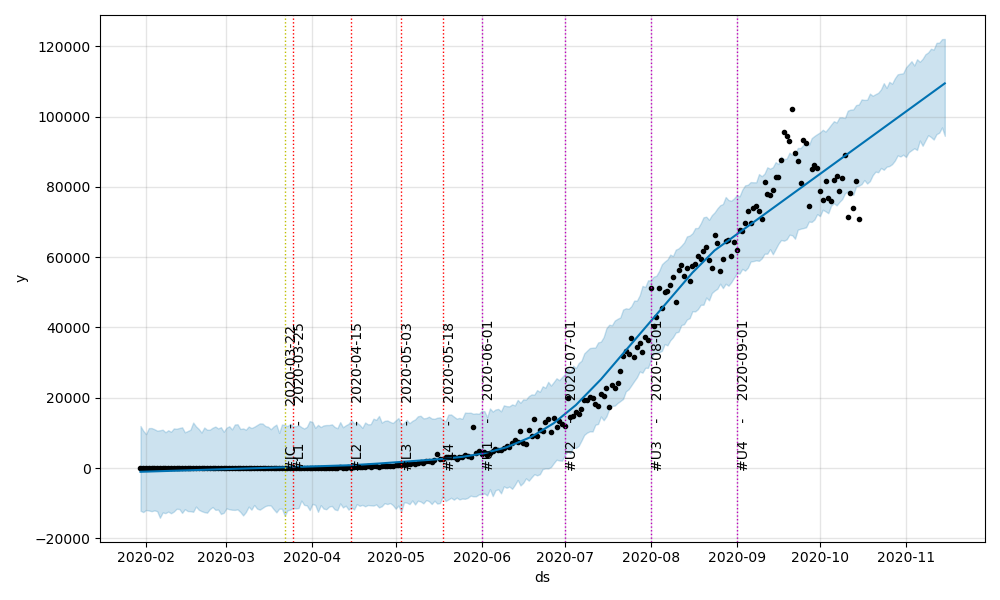 120000
100000
80000
60000
40000
20000
0
−20000
y
#JC - 2020-03-22
#L1 - 2020-03-25
#L2 - 2020-04-15
#L3 - 2020-05-03
#L4 - 2020-05-18
#U1 - 2020-06-01
#U2 - 2020-07-01
#U3 - 2020-08-01
#U4 - 2020-09-01
2020-02 2020-03 2020-04 2020-05 2020-06 2020-07 2020-08 2020-09 2020-10 2020-11
ds